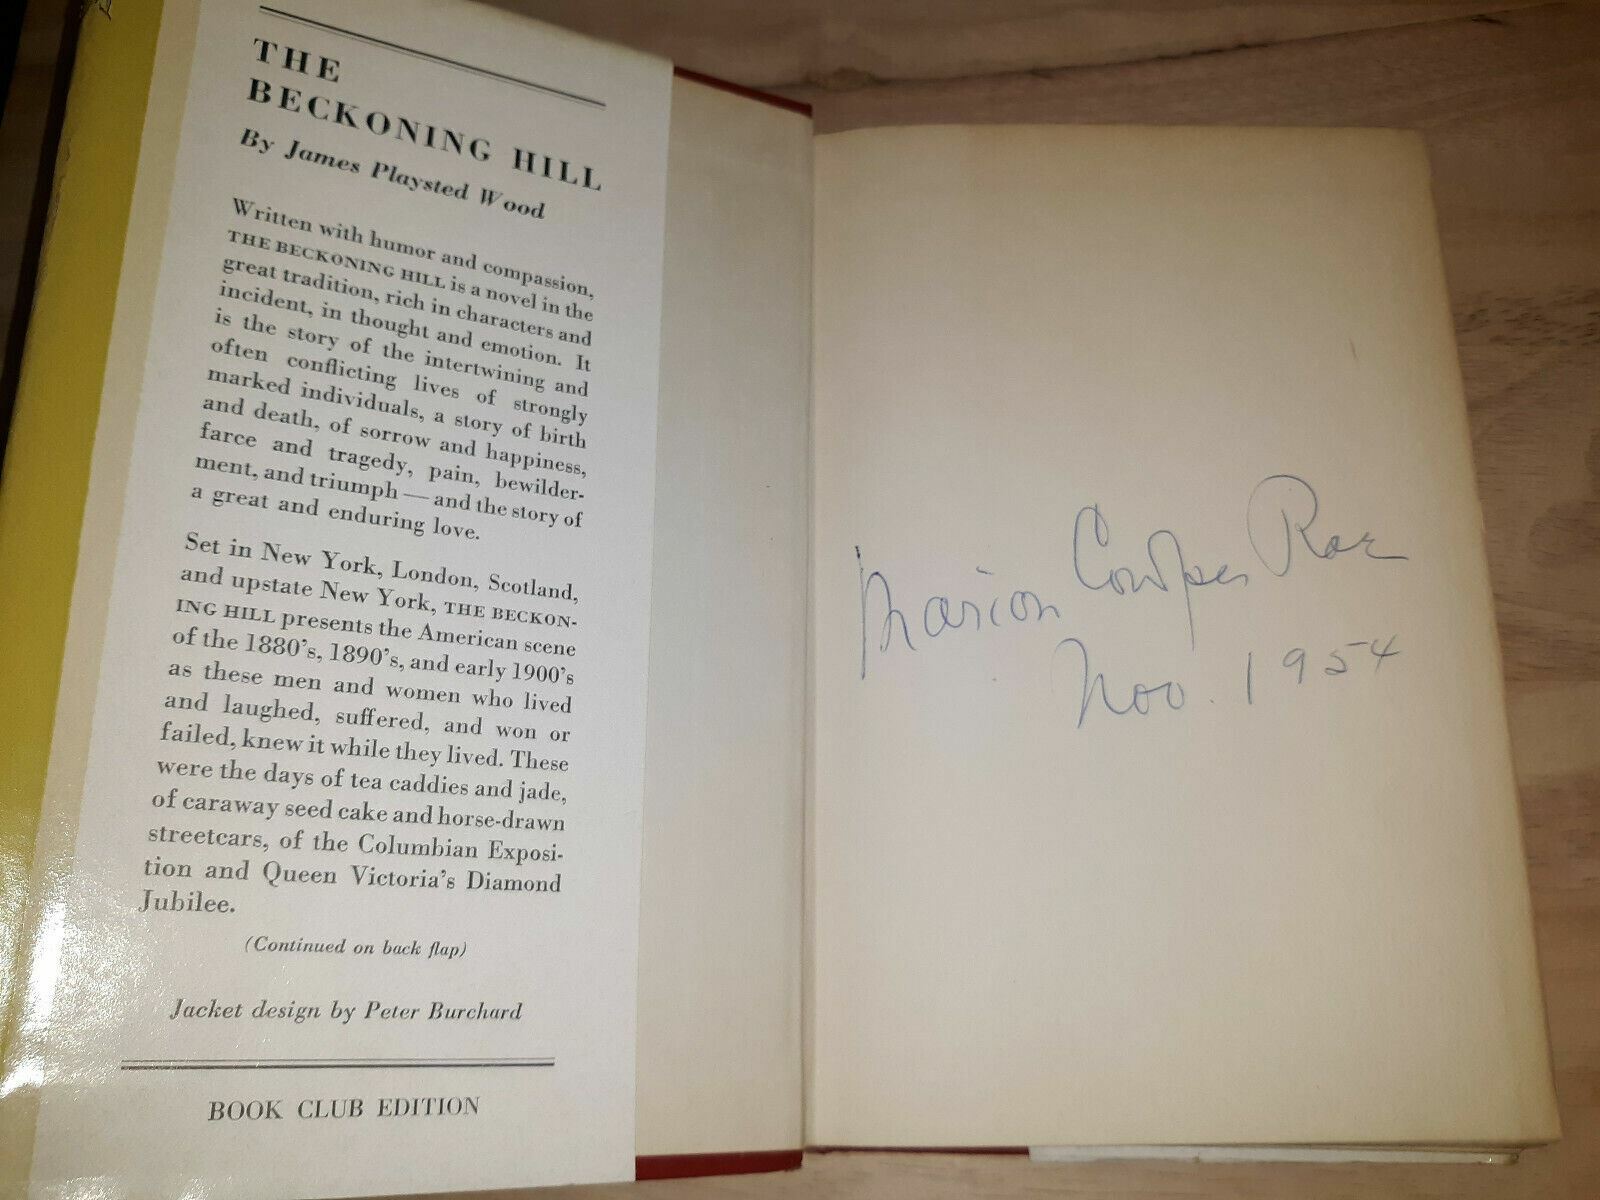 THE
BECKONING HILL
By James Playsted Wood
Written with humor and compassion,
THE BECKONING HILL is a novel in the
great tradition, rich in characters and
incident, in thought and emotion. It
is the story of the intertwining and
often conflicting lives of strongly
marked individuals, a story of birth
and death, of sorrow and happiness,
farce and tragedy, pain, bewilder-
ment, and triumph — and the story of
a great and enduring love.
Set in New York, London, Scotland,
and upstate New York, THE BECKON-
ING HILL presents the American scene
of the 1880's, 1890's, and early 1900's
as these men and women who lived
and laughed, suffered, and won or
failed, knew it while they lived. These
were the days of tea caddies and jade,
of caraway seed cake and horse-drawn
streetcars, of the Columbian Exposi-
tion and Queen Victoria's Diamond
Jubilee.
(Continued on back flap)
Jacket design by Peter Burchard
BOOK CLUB EDITION
Marion Cowper Rae
Nov. 1954